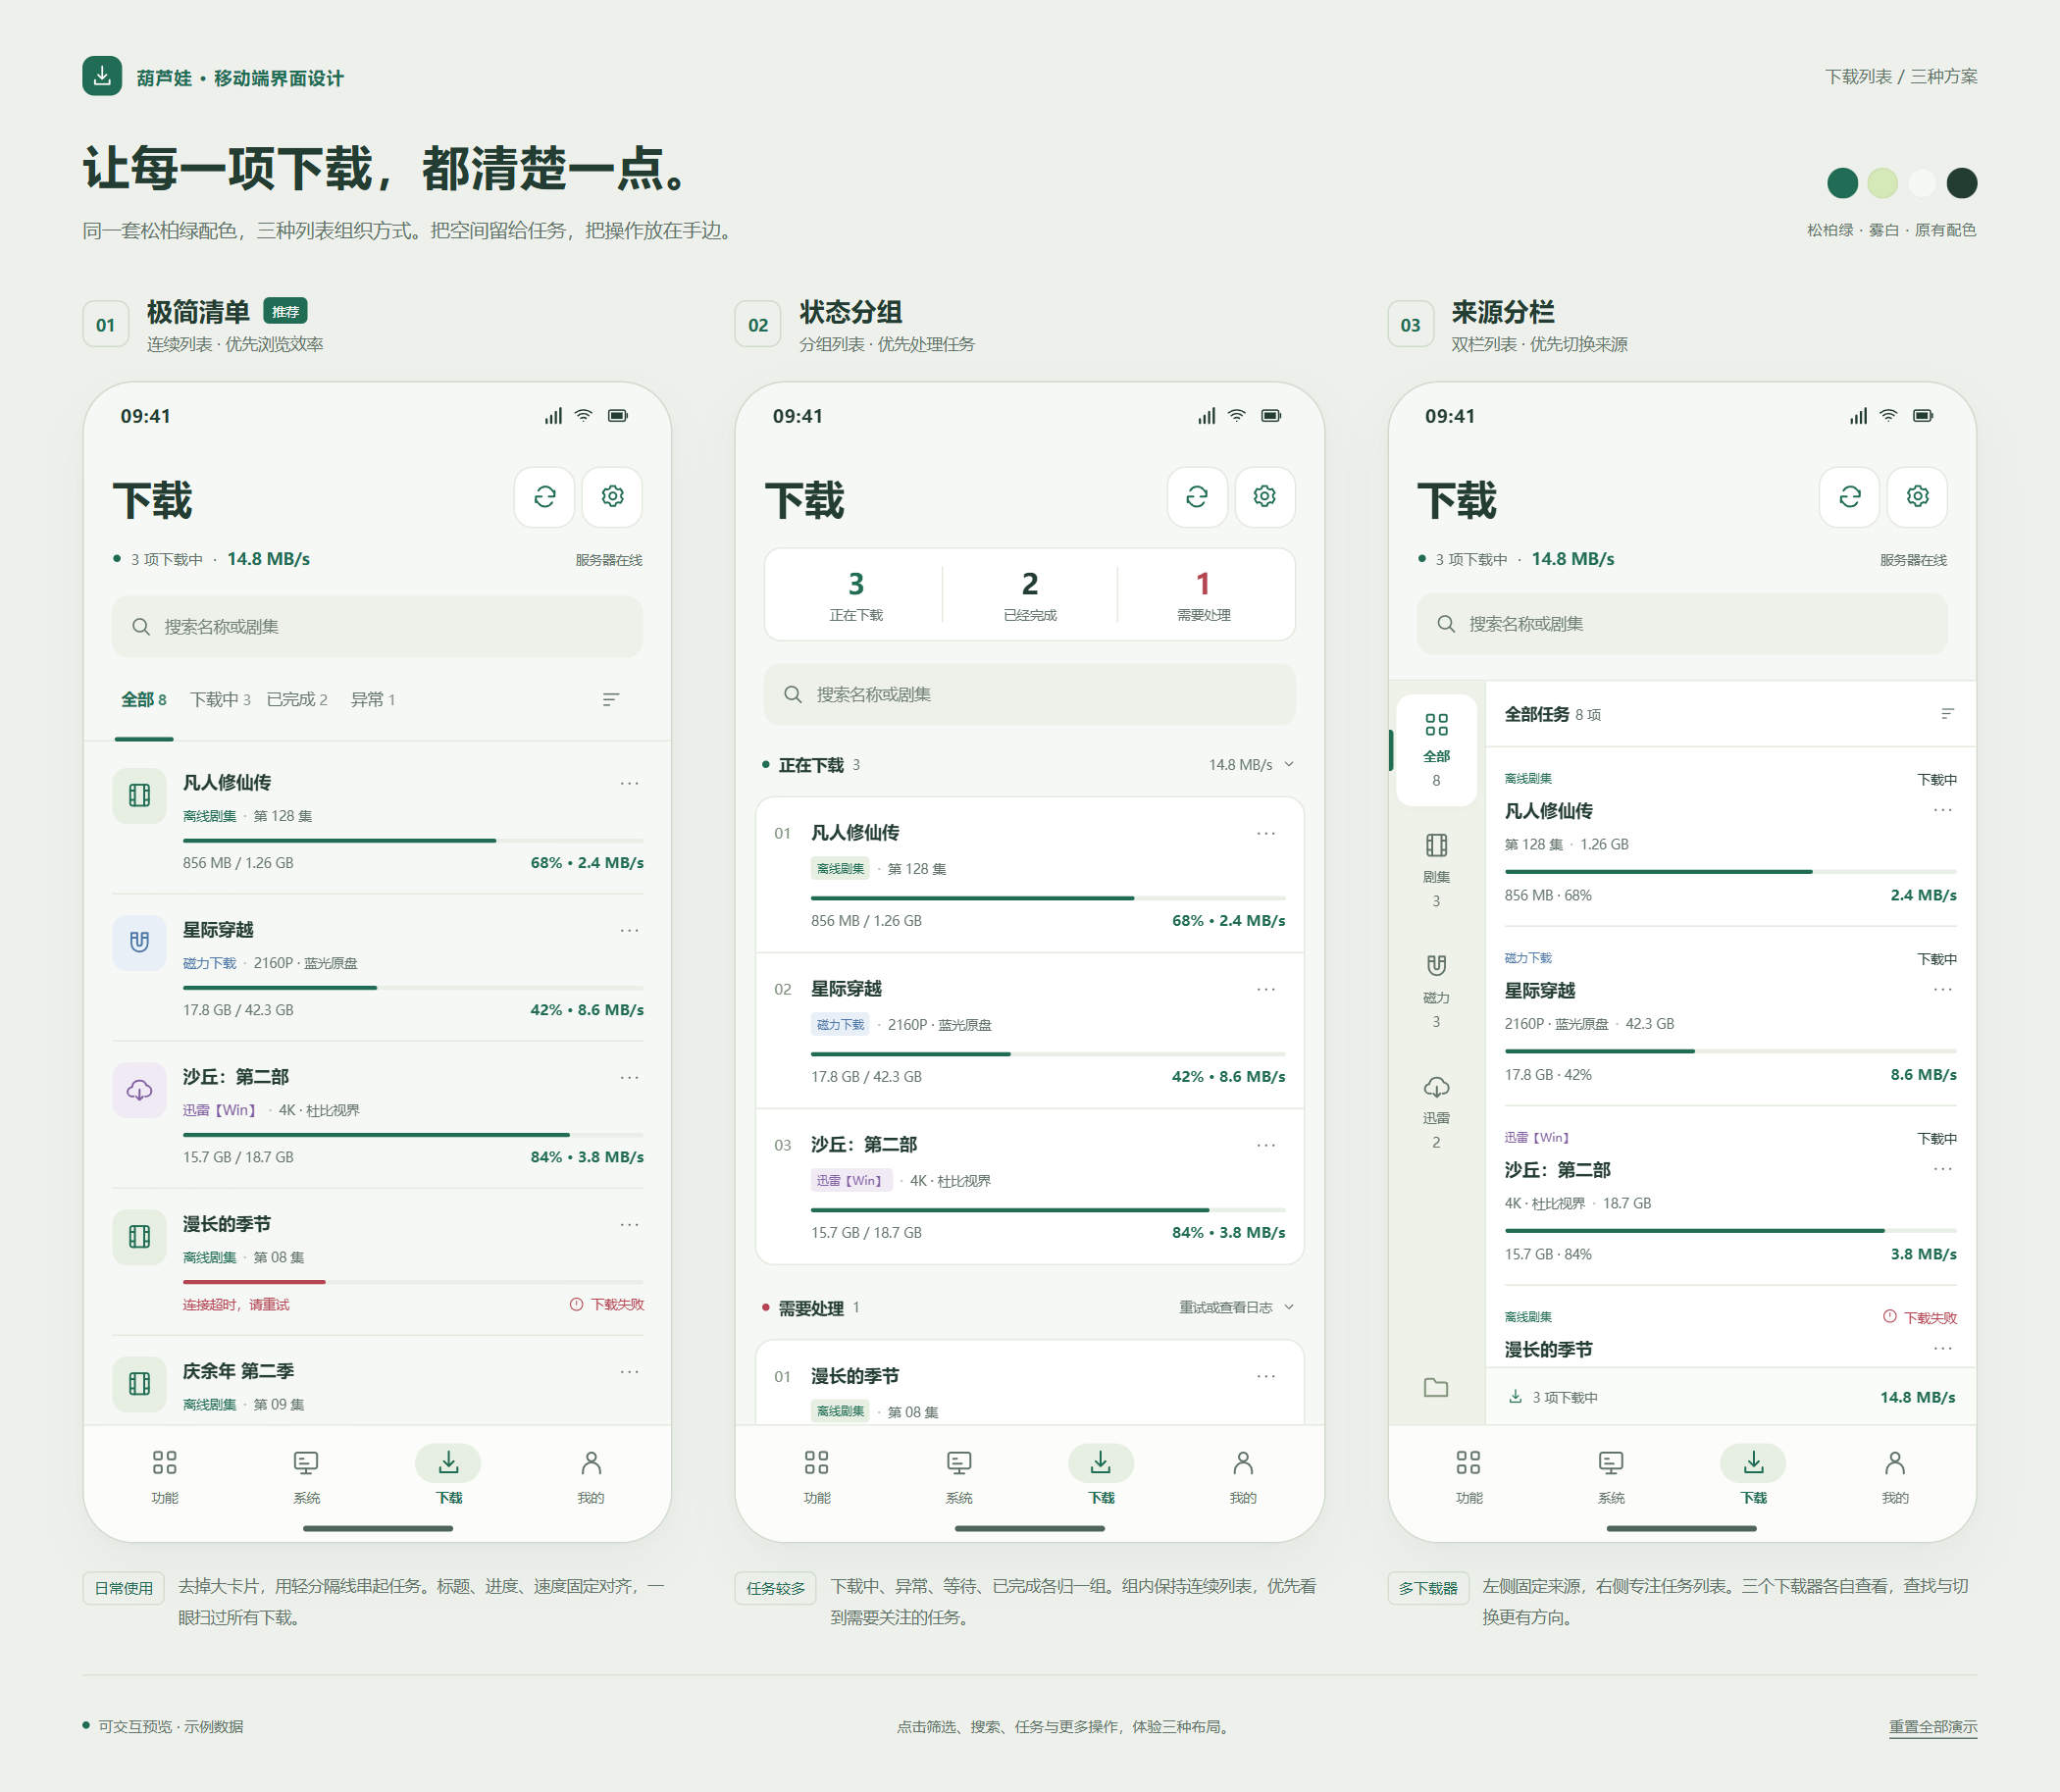 葫芦娃 • 移动端界面设计
下载列表 / 三种方案
让每一项下载，都清楚一点。
同一套松柏绿配色，三种列表组织方式。把空间留给任务，把操作放在手边。
松柏绿 · 雾白 · 原有配色
01 极简清单 推荐
连续列表 · 优先浏览效率
09:41
下载
3 项下载中 · 14.8 MB/s 服务器在线
搜索名称或剧集
全部 8 下载中 3 已完成 2 异常 1
凡人修仙传
离线剧集 · 第 128 集
856 MB / 1.26 GB 68% • 2.4 MB/s
星际穿越
磁力下载 · 2160P · 蓝光原盘
17.8 GB / 42.3 GB 42% • 8.6 MB/s
沙丘：第二部
迅雷【Win】 · 4K · 杜比视界
15.7 GB / 18.7 GB 84% • 3.8 MB/s
漫长的季节
离线剧集 · 第 08 集
连接超时，请重试 下载失败
庆余年 第二季
离线剧集 · 第 09 集
功能 系统 下载 我的
日常使用 去掉大卡片，用轻分隔线串起任务。标题、进度、速度固定对齐，一
眼扫过所有下载。
02 状态分组
分组列表 · 优先处理任务
09:41
下载
3 2 1
正在下载 已经完成 需要处理
搜索名称或剧集
正在下载 3 14.8 MB/s
01 凡人修仙传
离线剧集 · 第 128 集
856 MB / 1.26 GB 68% • 2.4 MB/s
02 星际穿越
磁力下载 · 2160P · 蓝光原盘
17.8 GB / 42.3 GB 42% • 8.6 MB/s
03 沙丘：第二部
迅雷【Win】 · 4K · 杜比视界
15.7 GB / 18.7 GB 84% • 3.8 MB/s
需要处理 1 重试或查看日志
01 漫长的季节
离线剧集 · 第 08 集
功能 系统 下载 我的
任务较多 下载中、异常、等待、已完成各归一组。组内保持连续列表，优先看
到需要关注的任务。
03 来源分栏
双栏列表 · 优先切换来源
09:41
下载
3 项下载中 · 14.8 MB/s 服务器在线
搜索名称或剧集
全部
8
剧集
3
磁力
3
迅雷
2
全部任务 8 项
离线剧集 下载中
凡人修仙传
第 128 集 · 1.26 GB
856 MB · 68% 2.4 MB/s
磁力下载 下载中
星际穿越
2160P · 蓝光原盘 · 42.3 GB
17.8 GB · 42% 8.6 MB/s
迅雷【Win】 下载中
沙丘：第二部
4K · 杜比视界 · 18.7 GB
15.7 GB · 84% 3.8 MB/s
离线剧集 下载失败
漫长的季节
3 项下载中 14.8 MB/s
功能 系统 下载 我的
多下载器 左侧固定来源，右侧专注任务列表。三个下载器各自查看，查找与切
换更有方向。
可交互预览 · 示例数据
点击筛选、搜索、任务与更多操作，体验三种布局。
重置全部演示